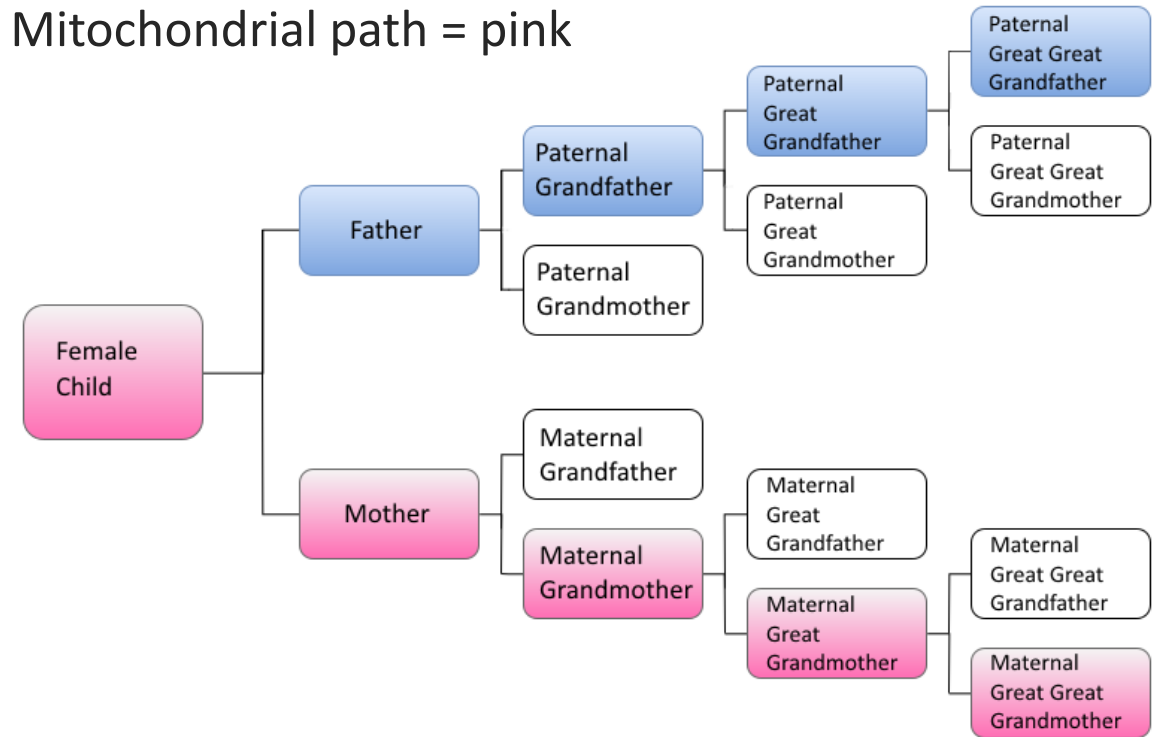 Mitochondrial path = pink
Paternal
Great Great
Grandfather
Paternal
Great
Grandfather
Paternal
Great Great
Grandmother
Paternal
Grandfather
Paternal
Great
Grandmother
Father
Paternal
Grandmother
Female
Child
Maternal
Grandfather
Mother
Maternal
Great
Grandfather
Maternal
Grandmother
Maternal
Great Great
Grandfather
Maternal
Great
Grandmother
Maternal
Great Great
Grandmother